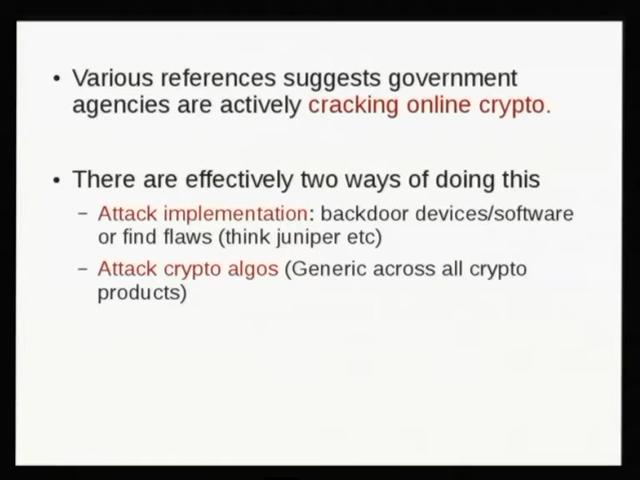 • Various references suggests government
agencies are actively cracking online crypto.
• There are effectively two ways of doing this
– Attack implementation: backdoor devices/software
or find flaws (think juniper etc)
– Attack crypto algos (Generic across all crypto
products)